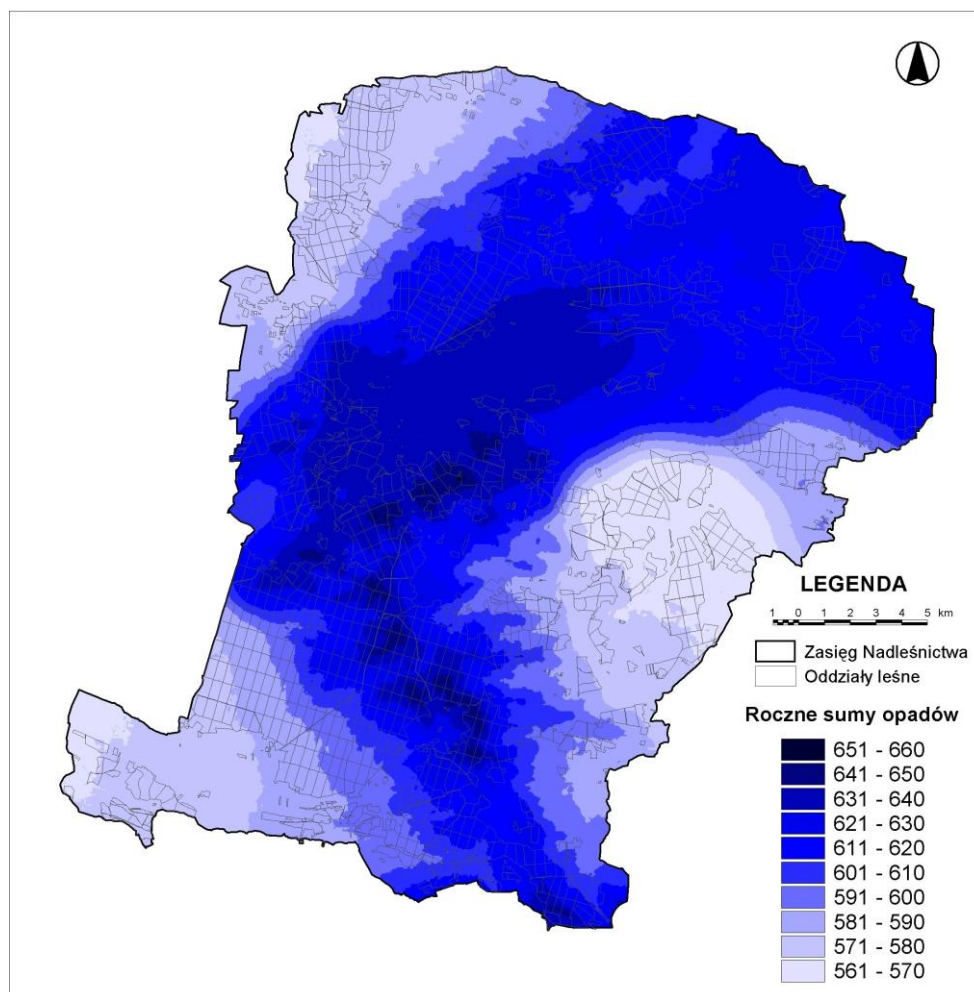 LEGENDA
1 0 1 2 3 4 5 km
Zasięg Nadleśnictwa
Oddziały leśne
Roczne sumy opadów
651 - 660
641 - 650
631 - 640
621 - 630
611 - 620
601 - 610
591 - 600
581 - 590
571 - 580
561 - 570